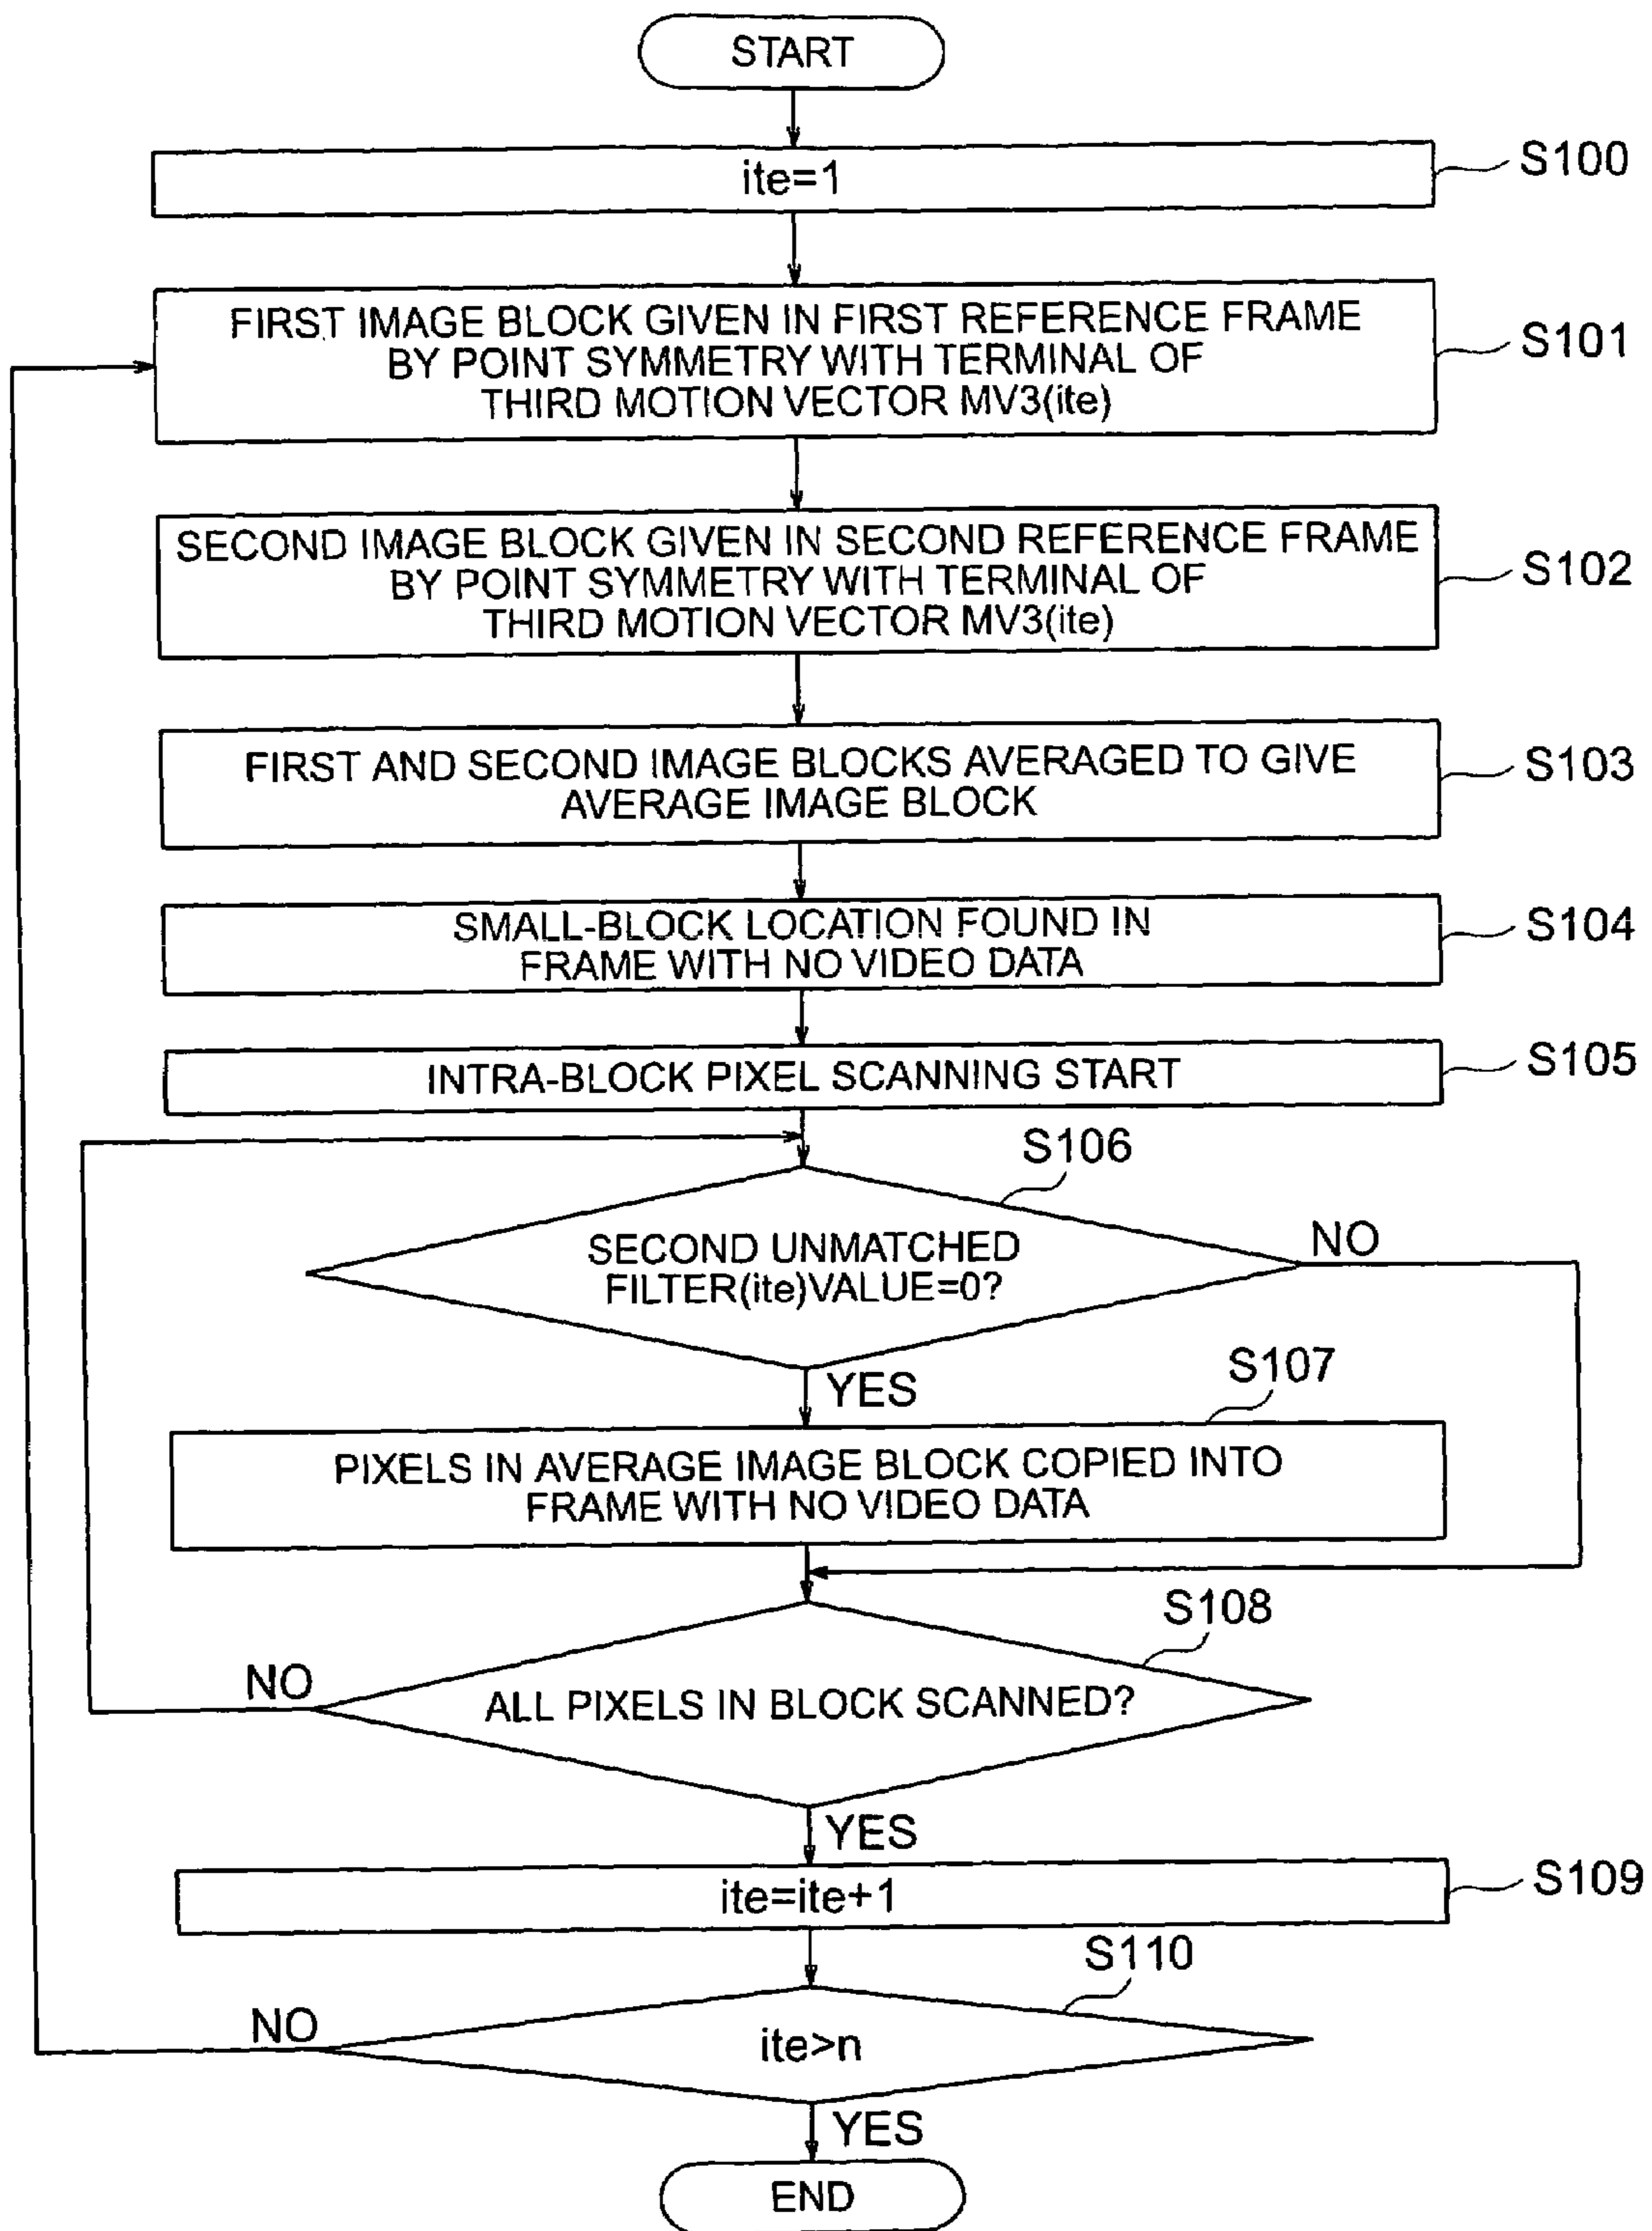 START
ite=1
S100
FIRST IMAGE BLOCK GIVEN IN FIRST REFERENCE FRAME
BY POINT SYMMETRY WITH TERMINAL OF
THIRD MOTION VECTOR MV3(ite)
S101
SECOND IMAGE BLOCK GIVEN IN SECOND REFERENCE FRAME
BY POINT SYMMETRY WITH TERMINAL OF
THIRD MOTION VECTOR MV3(ite)
S102
FIRST AND SECOND IMAGE BLOCKS AVERAGED TO GIVE
AVERAGE IMAGE BLOCK
S103
SMALL-BLOCK LOCATION FOUND IN
FRAME WITH NO VIDEO DATA
S104
INTRA-BLOCK PIXEL SCANNING START
S105
S106
SECOND UNMATCHED
FILTER(ite)VALUE=0?
NO
YES
S107
PIXELS IN AVERAGE IMAGE BLOCK COPIED INTO
FRAME WITH NO VIDEO DATA
S108
NO
ALL PIXELS IN BLOCK SCANNED?
YES
ite=ite+1
S109
S110
NO
ite>n
YES
END